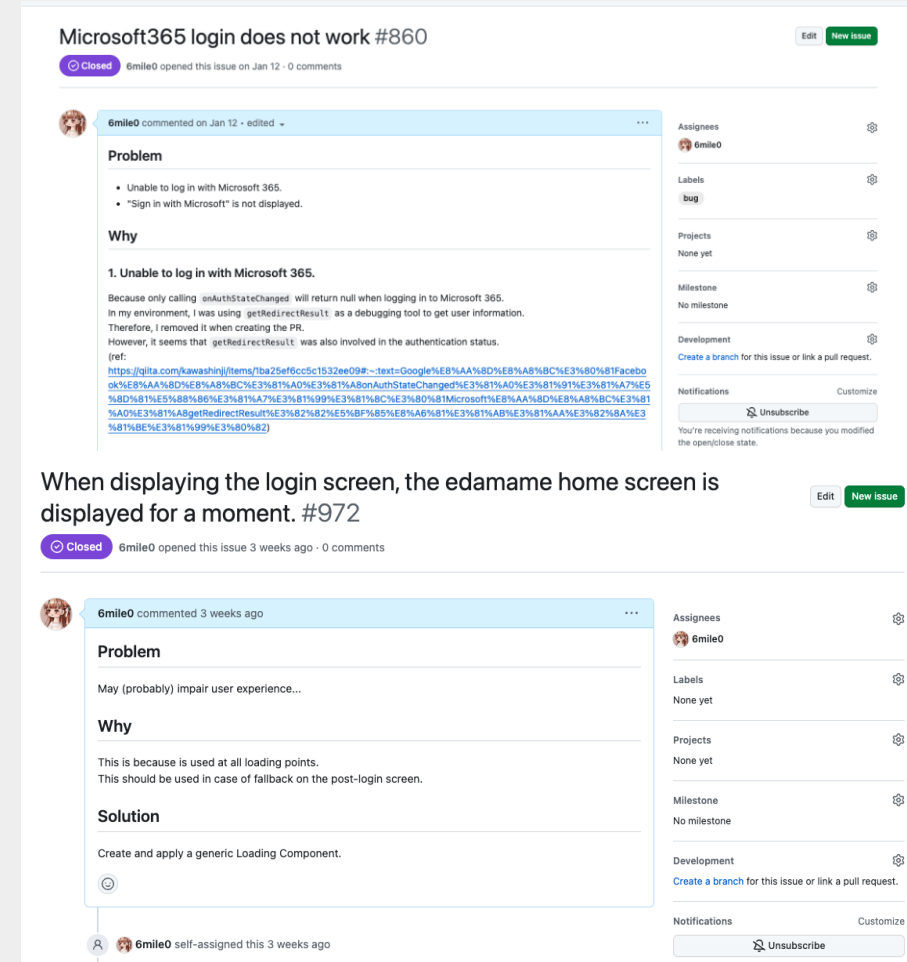 Microsoft365 login does not work #860
Edit
New issue
Closed
6mile0 opened this issue on Jan 12 · 0 comments
6mile0 commented on Jan 12 • edited
Problem
• Unable to log in with Microsoft 365.
• "Sign in with Microsoft" is not displayed.
Why
1. Unable to log in with Microsoft 365.
Because only calling onAuthStateChanged will return null when logging in to Microsoft 365.
In my environment, I was using getRedirectResult as a debugging tool to get user information.
Therefore, I removed it when creating the PR.
However, it seems that getRedirectResult was also involved in the authentication status.
(ref:
https://qiita.com/kawashinji/items/1ba25ef6cc5c1532ee09#:~:text=Google%E8%AA%8D%E8%A8%BC%E3%80%81Facebo
ok%E8%AA%8D%E8%A8%BC%E3%81%A0%E3%81%A8onAuthStateChanged%E3%81%A0%E3%81%91%E3%81%A7%E5
%8D%81%E5%88%86%E3%81%A7%E3%81%99%E3%81%8C%E3%80%81Microsoft%E8%AA%8D%E8%A8%BC%E3%81
%A0%E3%81%A8getRedirectResult%E3%82%82%E5%BF%85%E8%A6%81%E3%81%AB%E3%81%AA%E3%82%8A%E3
%81%BE%E3%81%99%E3%80%82)
Assignees
6mile0
Labels
bug
Projects
None yet
Milestone
No milestone
Development
Create a branch for this issue or link a pull request.
Notifications
Customize
Unsubscribe
You're receiving notifications because you modified
the open/close state.
When displaying the login screen, the edamame home screen is
displayed for a moment. #972
Edit
New issue
Closed
6mile0 opened this issue 3 weeks ago · 0 comments
6mile0 commented 3 weeks ago
Problem
May (probably) impair user experience...
Why
This is because is used at all loading points.
This should be used in case of fallback on the post-login screen.
Solution
Create and apply a generic Loading Component.
6mile0 self-assigned this 3 weeks ago
Assignees
6mile0
Labels
None yet
Projects
None yet
Milestone
No milestone
Development
Create a branch for this issue or link a pull request.
Notifications
Customize
Unsubscribe